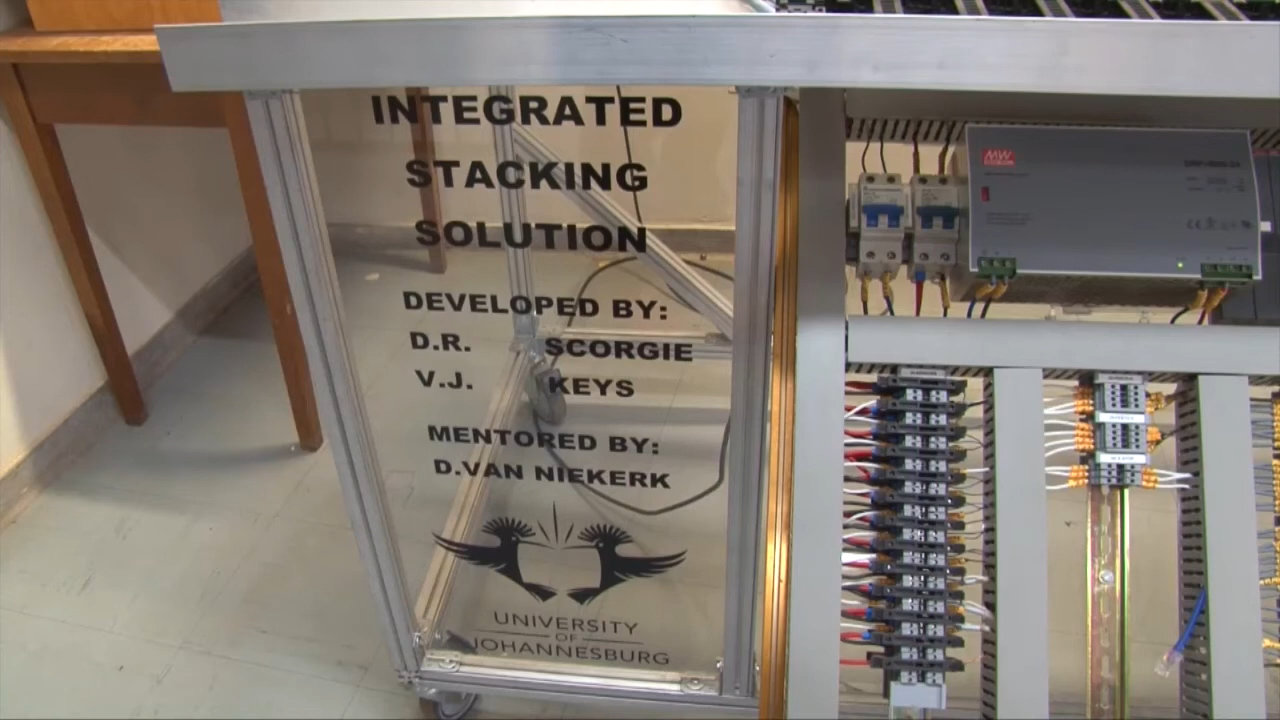 INTEGRATED
STACKING
SOLUTION
DEVELOPED BY:
D.R. SCORGIE
V.J. KEYS
MENTORED BY:
D.VAN NIEKERK
UNIVERSITY
OF
JOHANNESBURG
MW